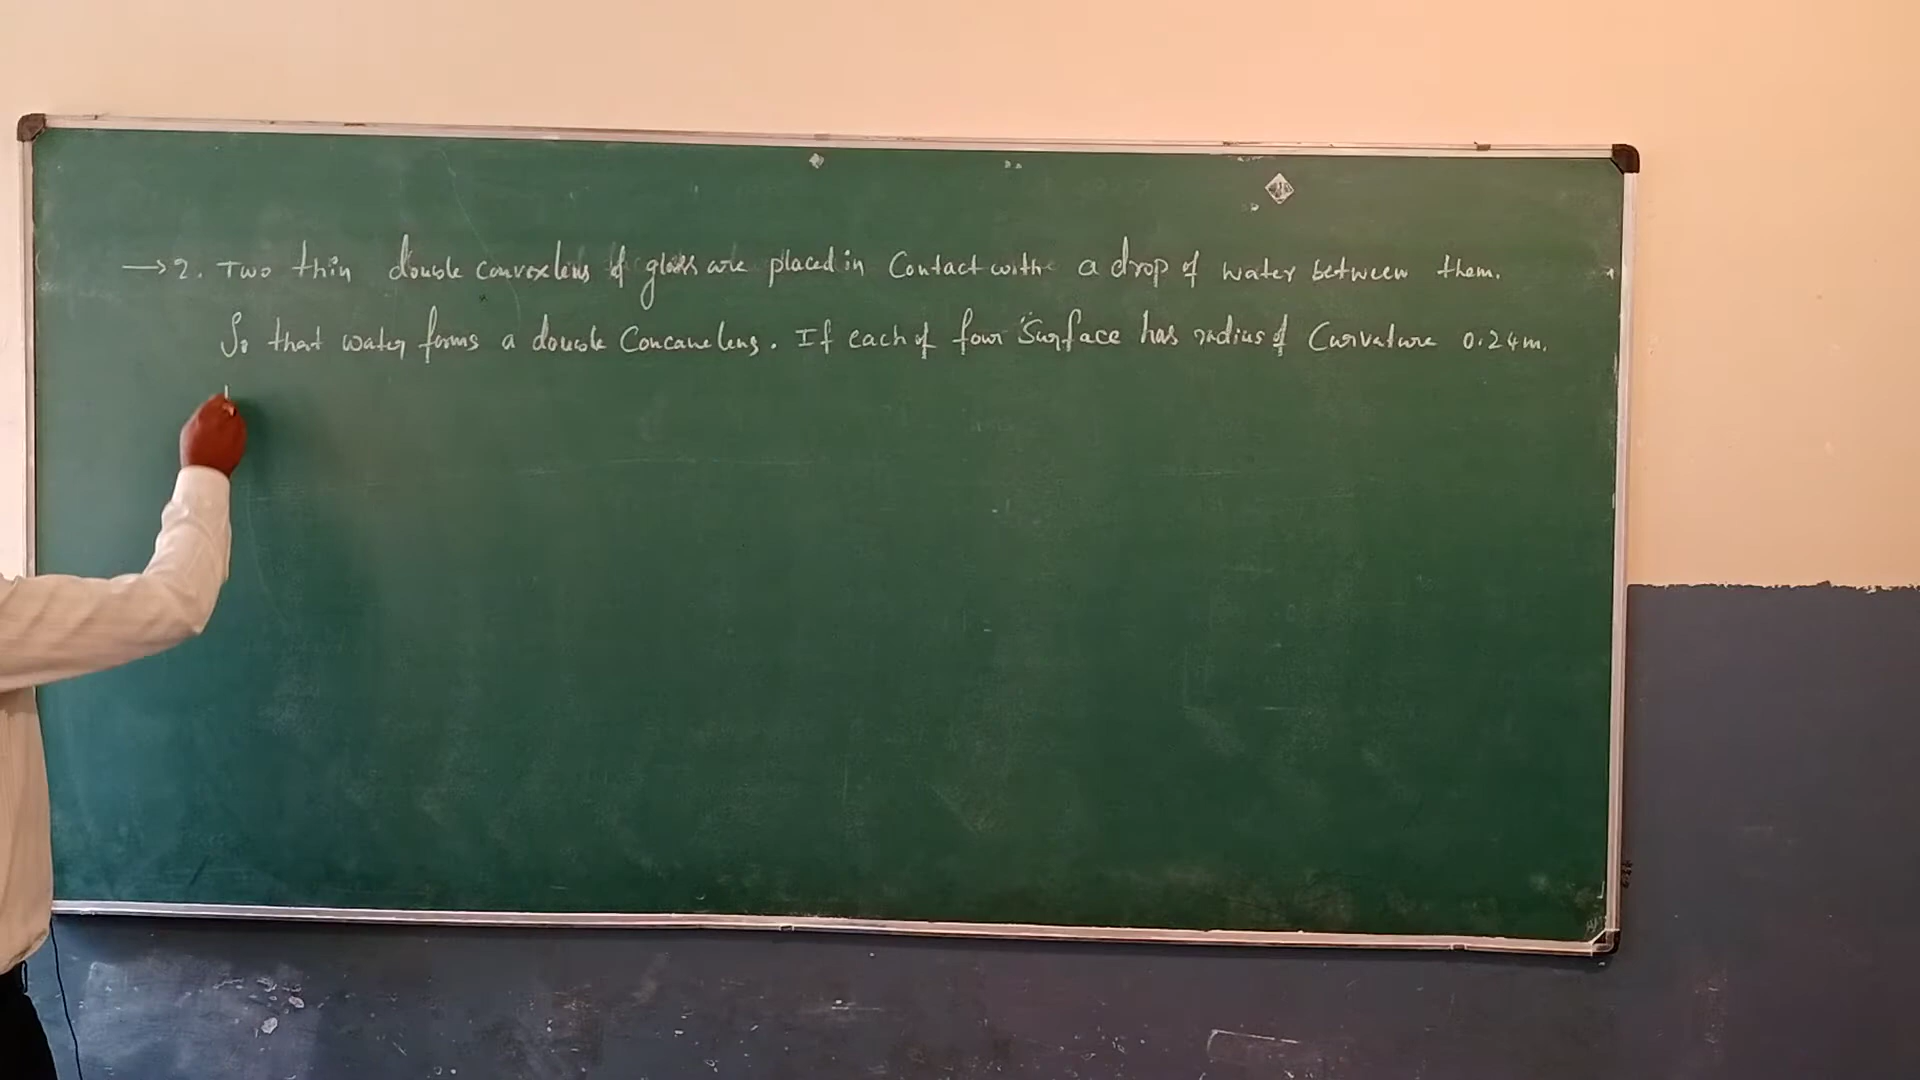 → 2. Two thin double convex lens of glass are placed in Contact with a drop of water between them.
So that water forms a double Concave lens. If each of four Surface has radius of Curvature 0.24m.